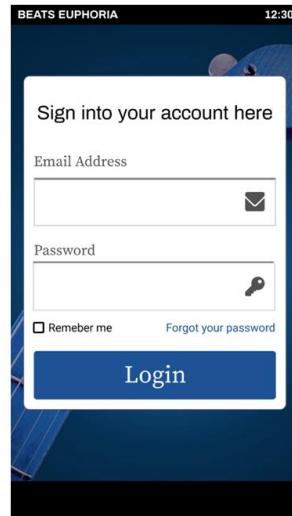 BEATS EUPHORIA 12:30
Sign into your account here
Email Address
Password
Remeber me Forgot your password
Login